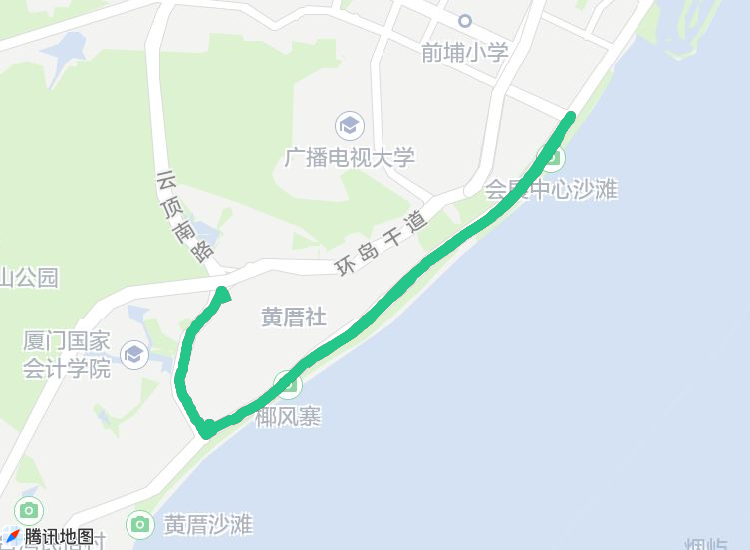 前埔小学
广播电视大学
会展中心沙滩
云顶南路
环岛干道
山公园
黄厝社
厦门国家
会计学院
椰风寨
黄厝沙滩
腾讯地图
烟屿